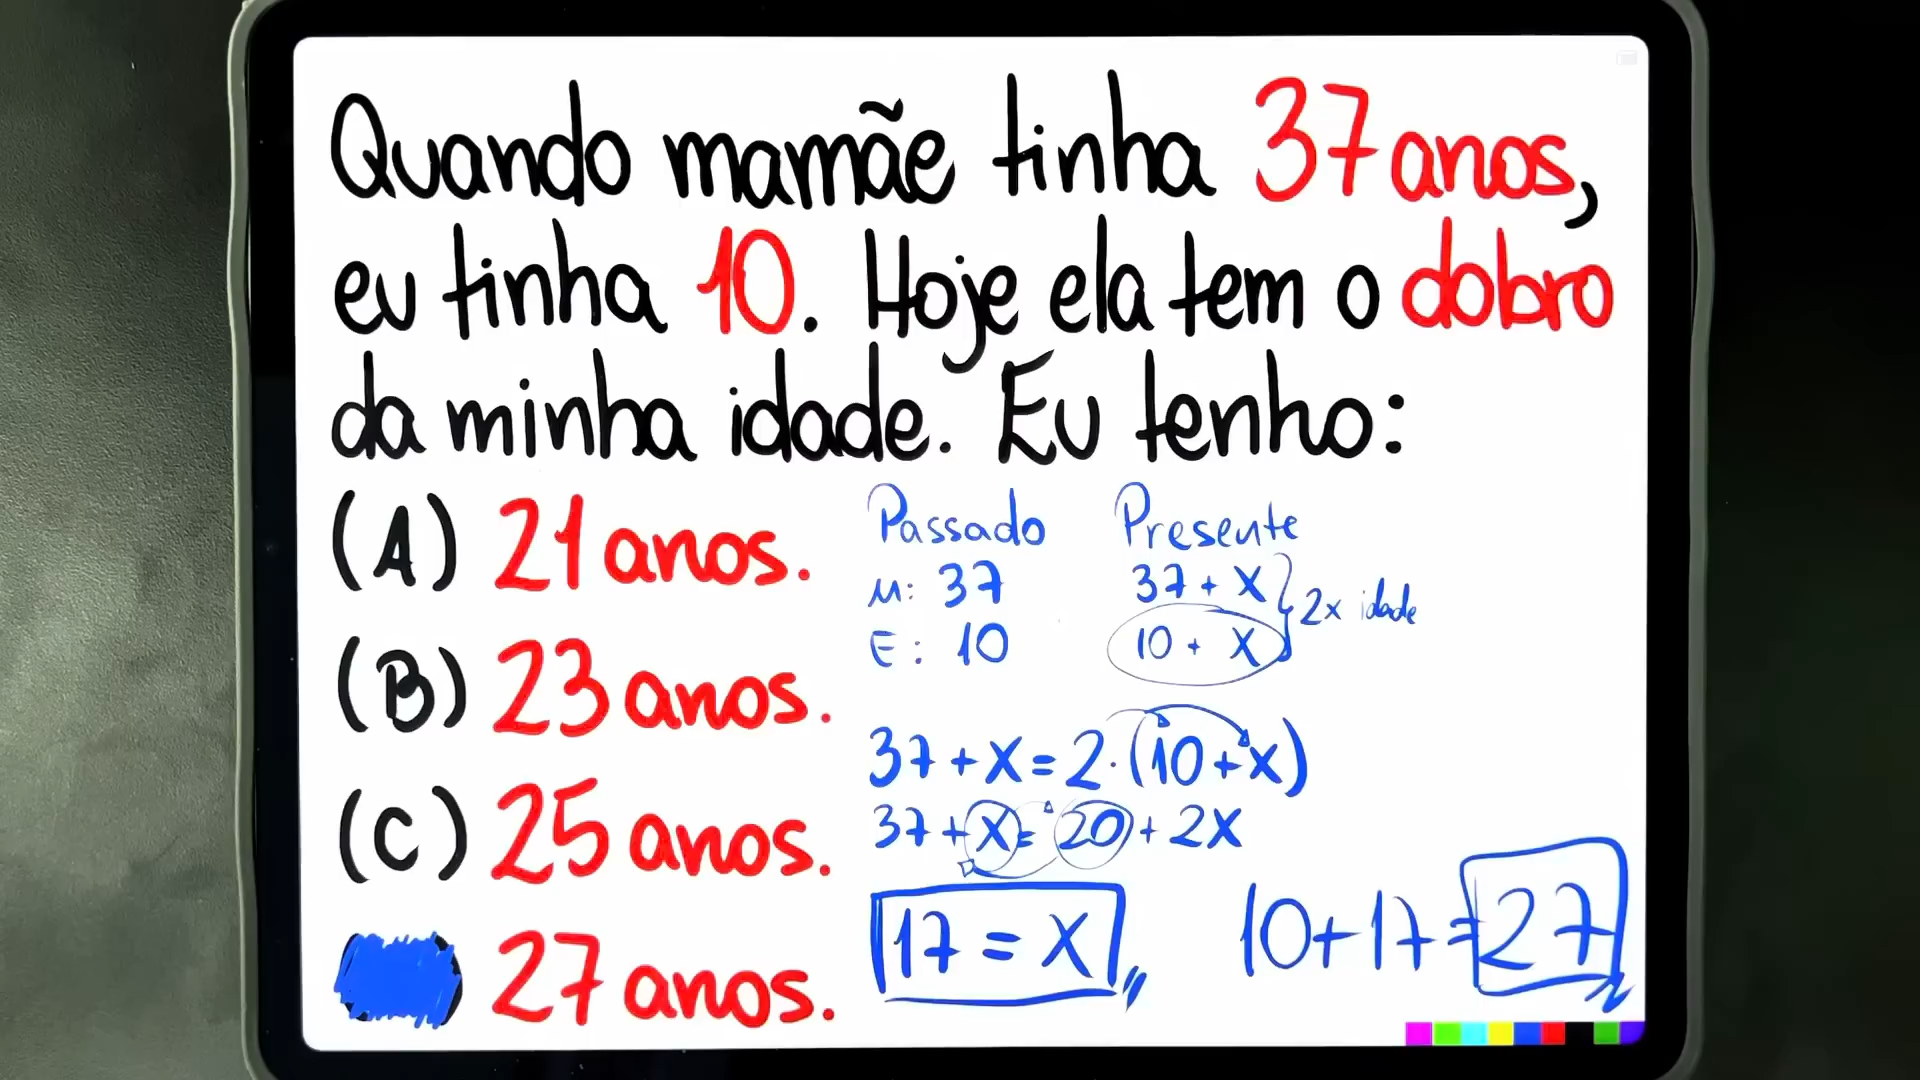 Quando mamãe tinha 37 anos,
eu tinha 10. Hoje ela tem o dobro
da minha idade. Eu tenho:
(A) 21 anos.
(B) 23 anos.
(C) 25 anos.
27 anos.
Passado Presente
M: 37 37 + X
E: 10 10 + X
2x idade
37 + X = 2 · (10 + X)
37 + X = 20 + 2X
17 = X
10 + 17 = 27